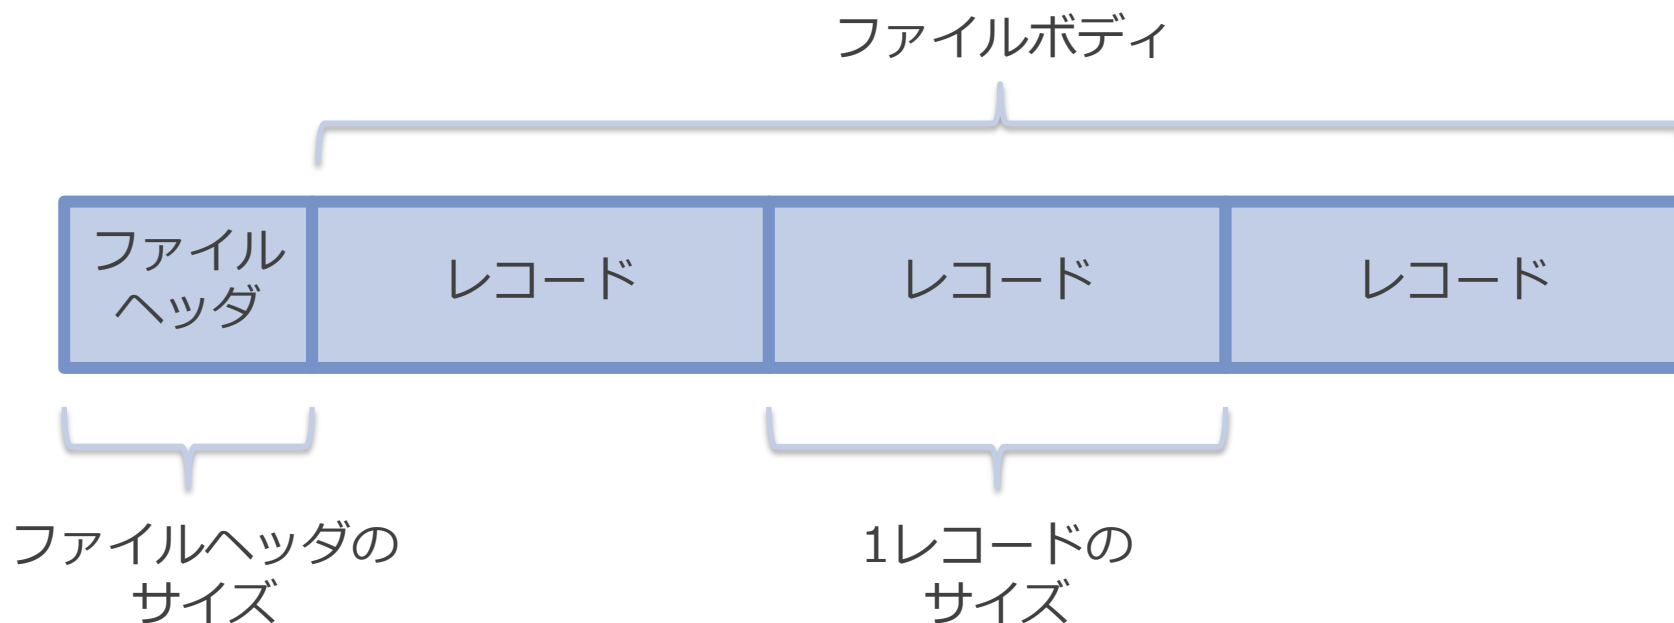 ファイルボディ
ファイル
ヘッダ
レコード
レコード
レコード
ファイルヘッダの
サイズ
1レコードの
サイズ